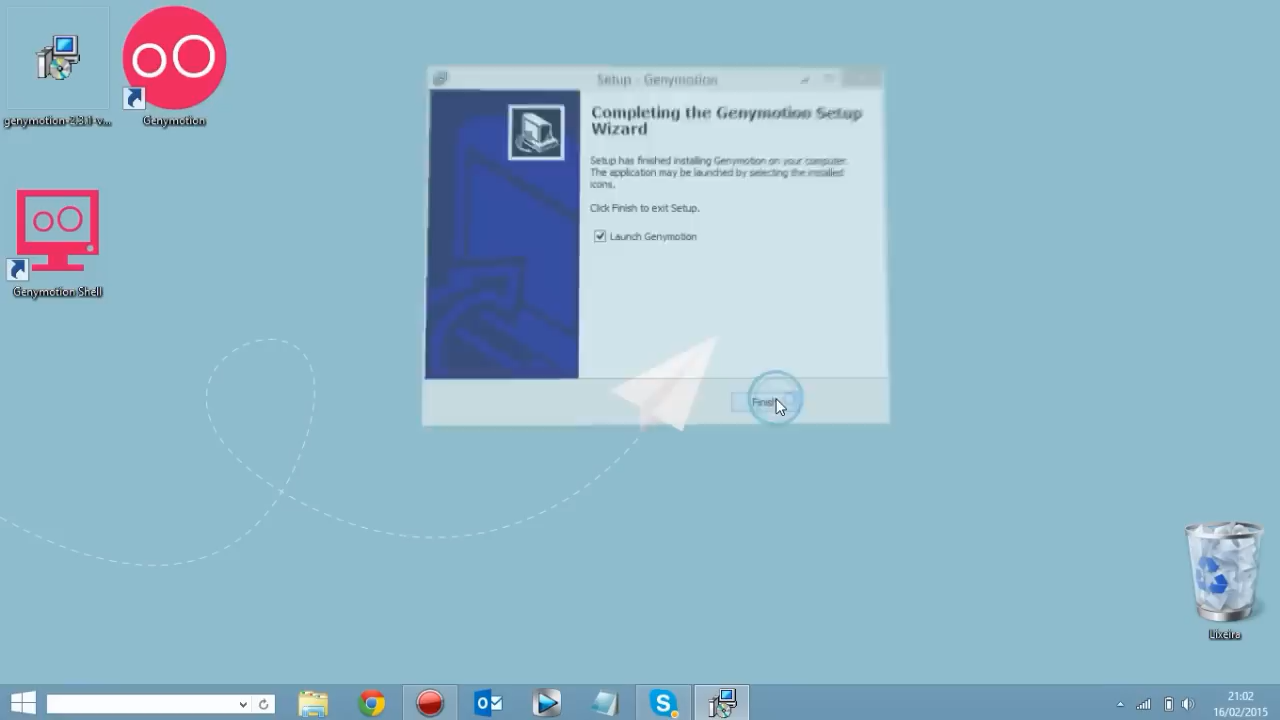 genymotion-2.3.1-v...
Genymotion
Genymotion Shell
Setup - Genymotion
Completing the Genymotion Setup
Wizard
Setup has finished installing Genymotion on your computer.
The application may be launched by selecting the installed
icons.
Click Finish to exit Setup.
Launch Genymotion
Finish
Lixeira
21:02
16/02/2015